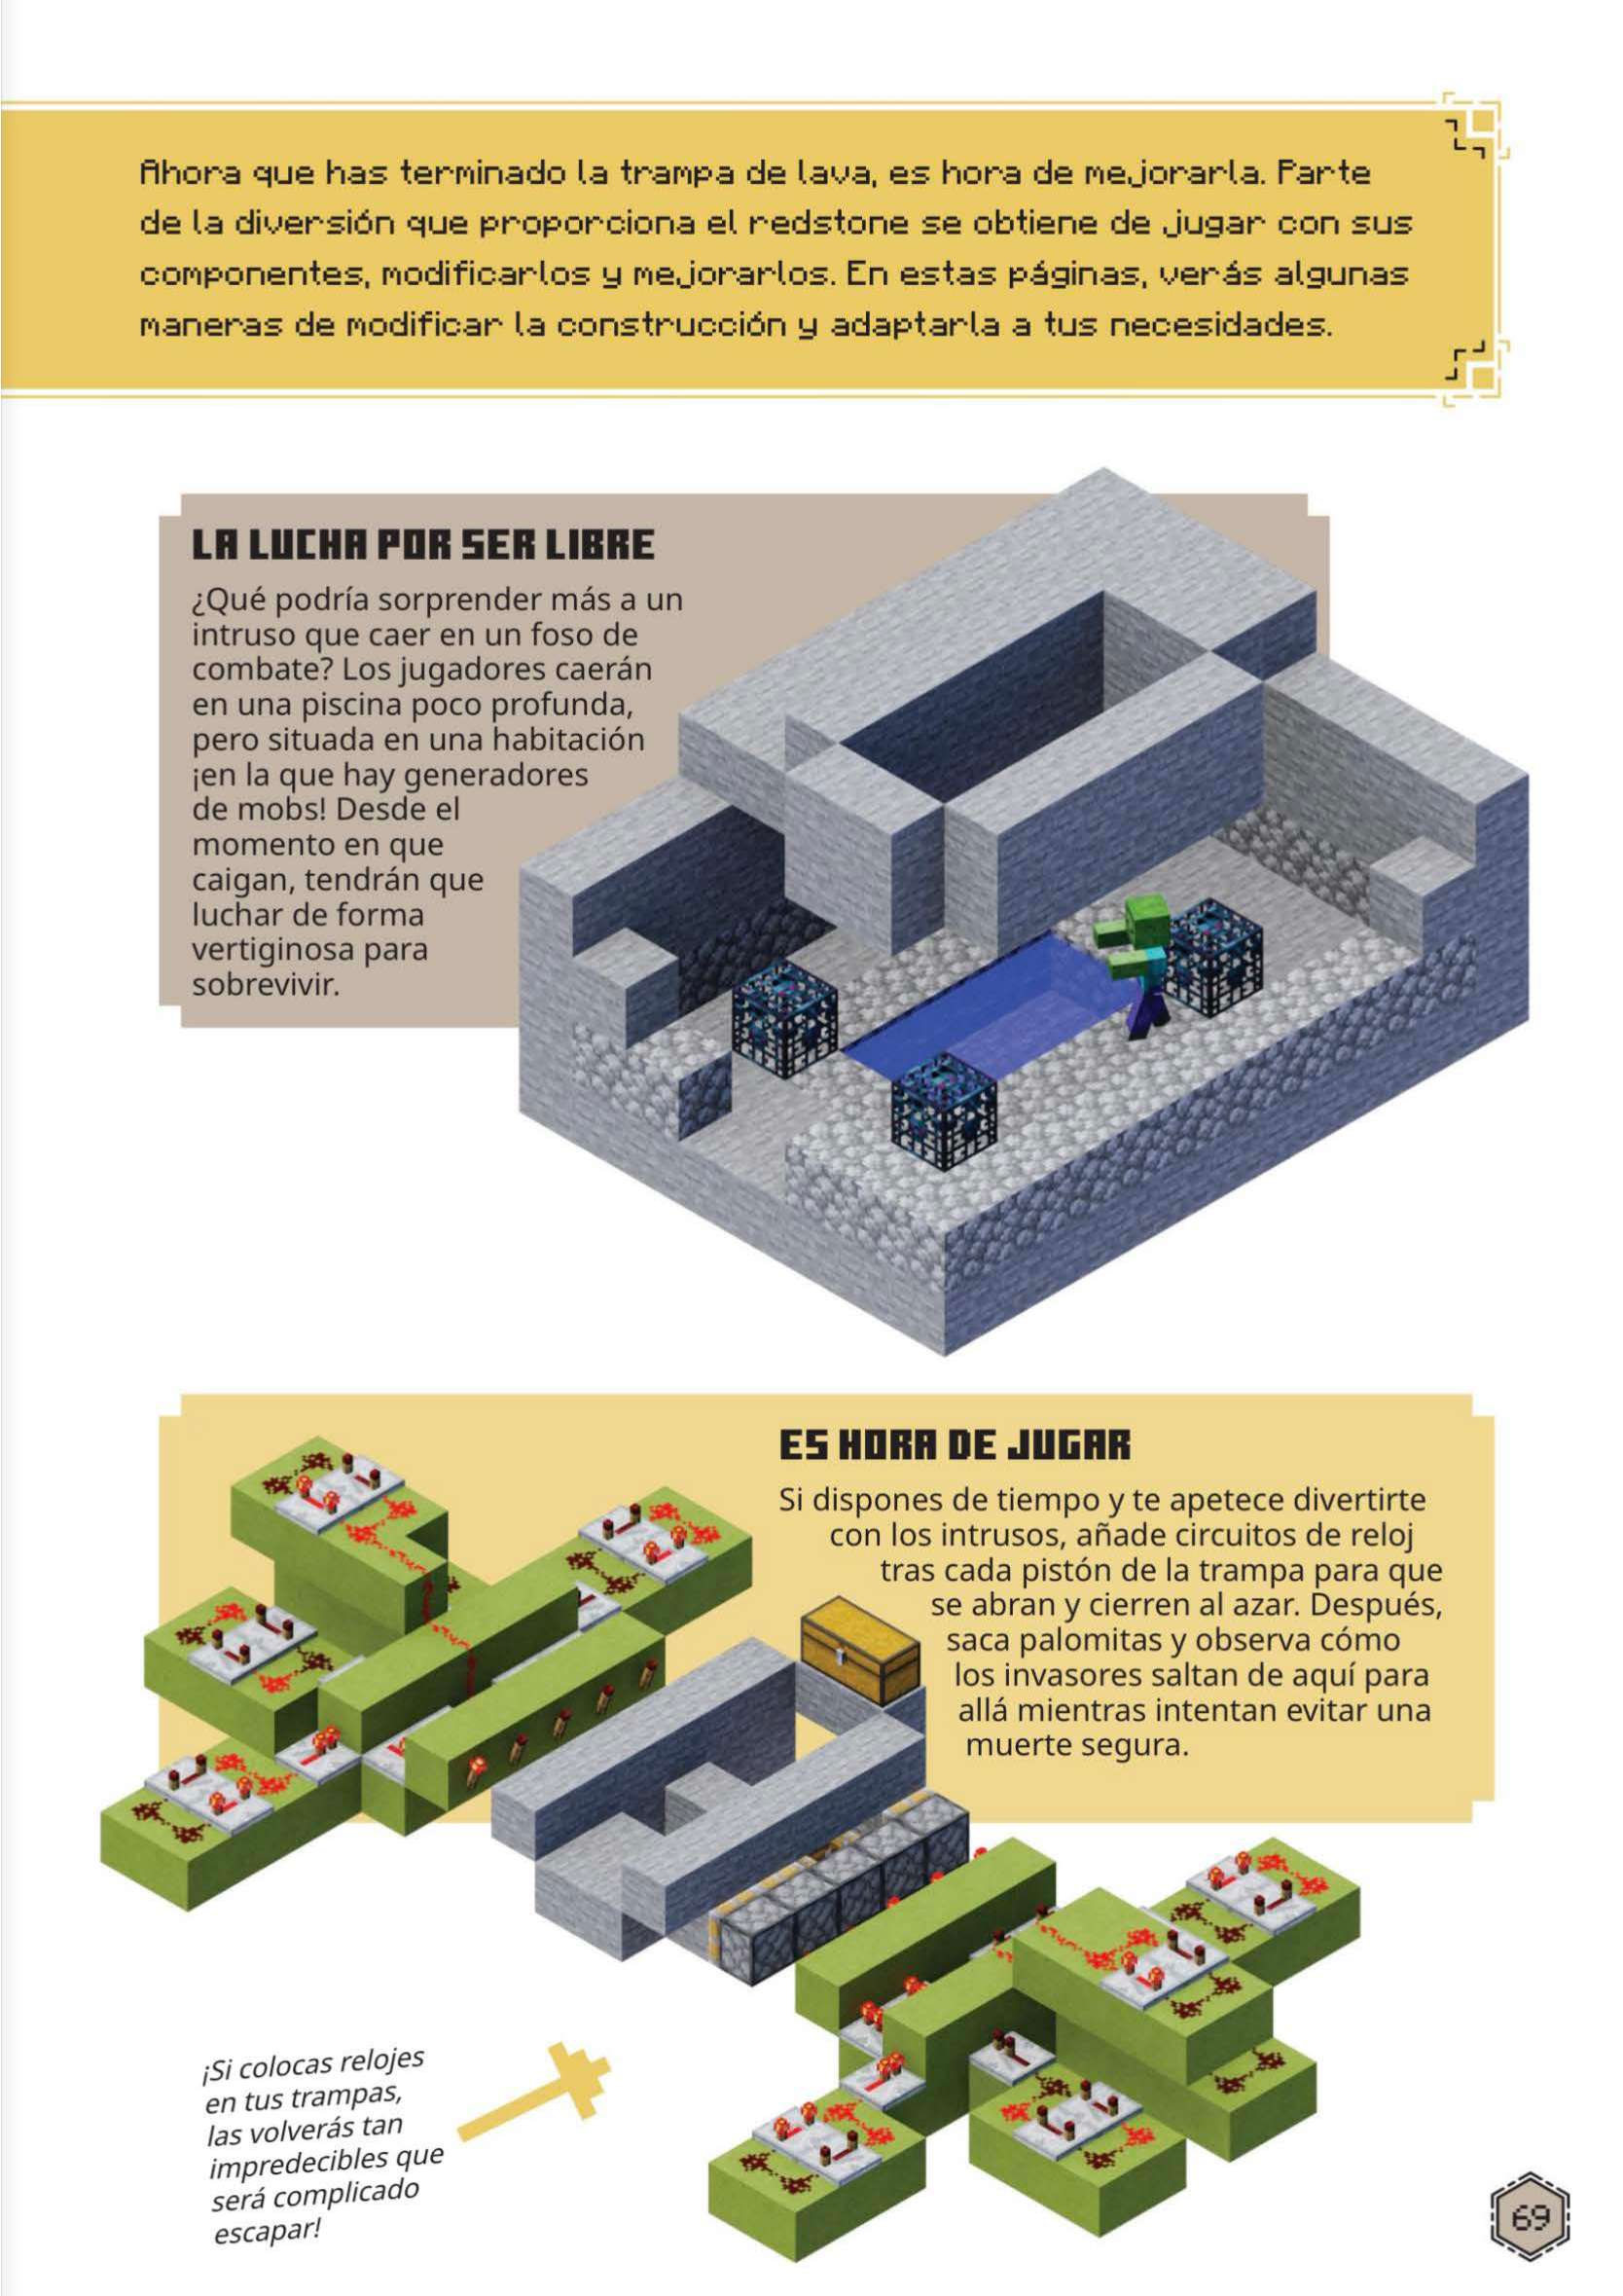 Ahora que has terminado la trampa de lava, es hora de mejorarla. Parte
de la diversión que proporciona el redstone se obtiene de jugar con sus
componentes, modificarlos y mejorarlos. En estas páginas, verás algunas
maneras de modificar la construcción y adaptarla a tus necesidades.
LA LUCHA POR SER LIBRE
¿Qué podría sorprender más a un
intruso que caer en un foso de
combate? Los jugadores caerán
en una piscina poco profunda,
pero situada en una habitación
¡en la que hay generadores
de mobs! Desde el
momento en que
caigan, tendrán que
luchar de forma
vertiginosa para
sobrevivir.
ES HORA DE JUGAR
Si dispones de tiempo y te apetece divertirte
con los intrusos, añade circuitos de reloj
tras cada pistón de la trampa para que
se abran y cierren al azar. Después,
saca palomitas y observa cómo
los invasores saltan de aquí para
allá mientras intentan evitar una
muerte segura.
¡Si colocas relojes
en tus trampas,
las volverás tan
impredecibles que
será complicado
escapar!
69